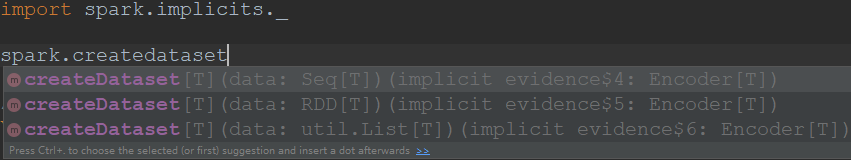 import spark.implicits._
spark.createdataset
m createDataset[T](data: Seq[T])(implicit evidence$4: Encoder[T])
m createDataset[T](data: RDD[T])(implicit evidence$5: Encoder[T])
m createDataset[T](data: util.List[T])(implicit evidence$6: Encoder[T])
Press Ctrl+. to choose the selected (or first) suggestion and insert a dot afterwards >>